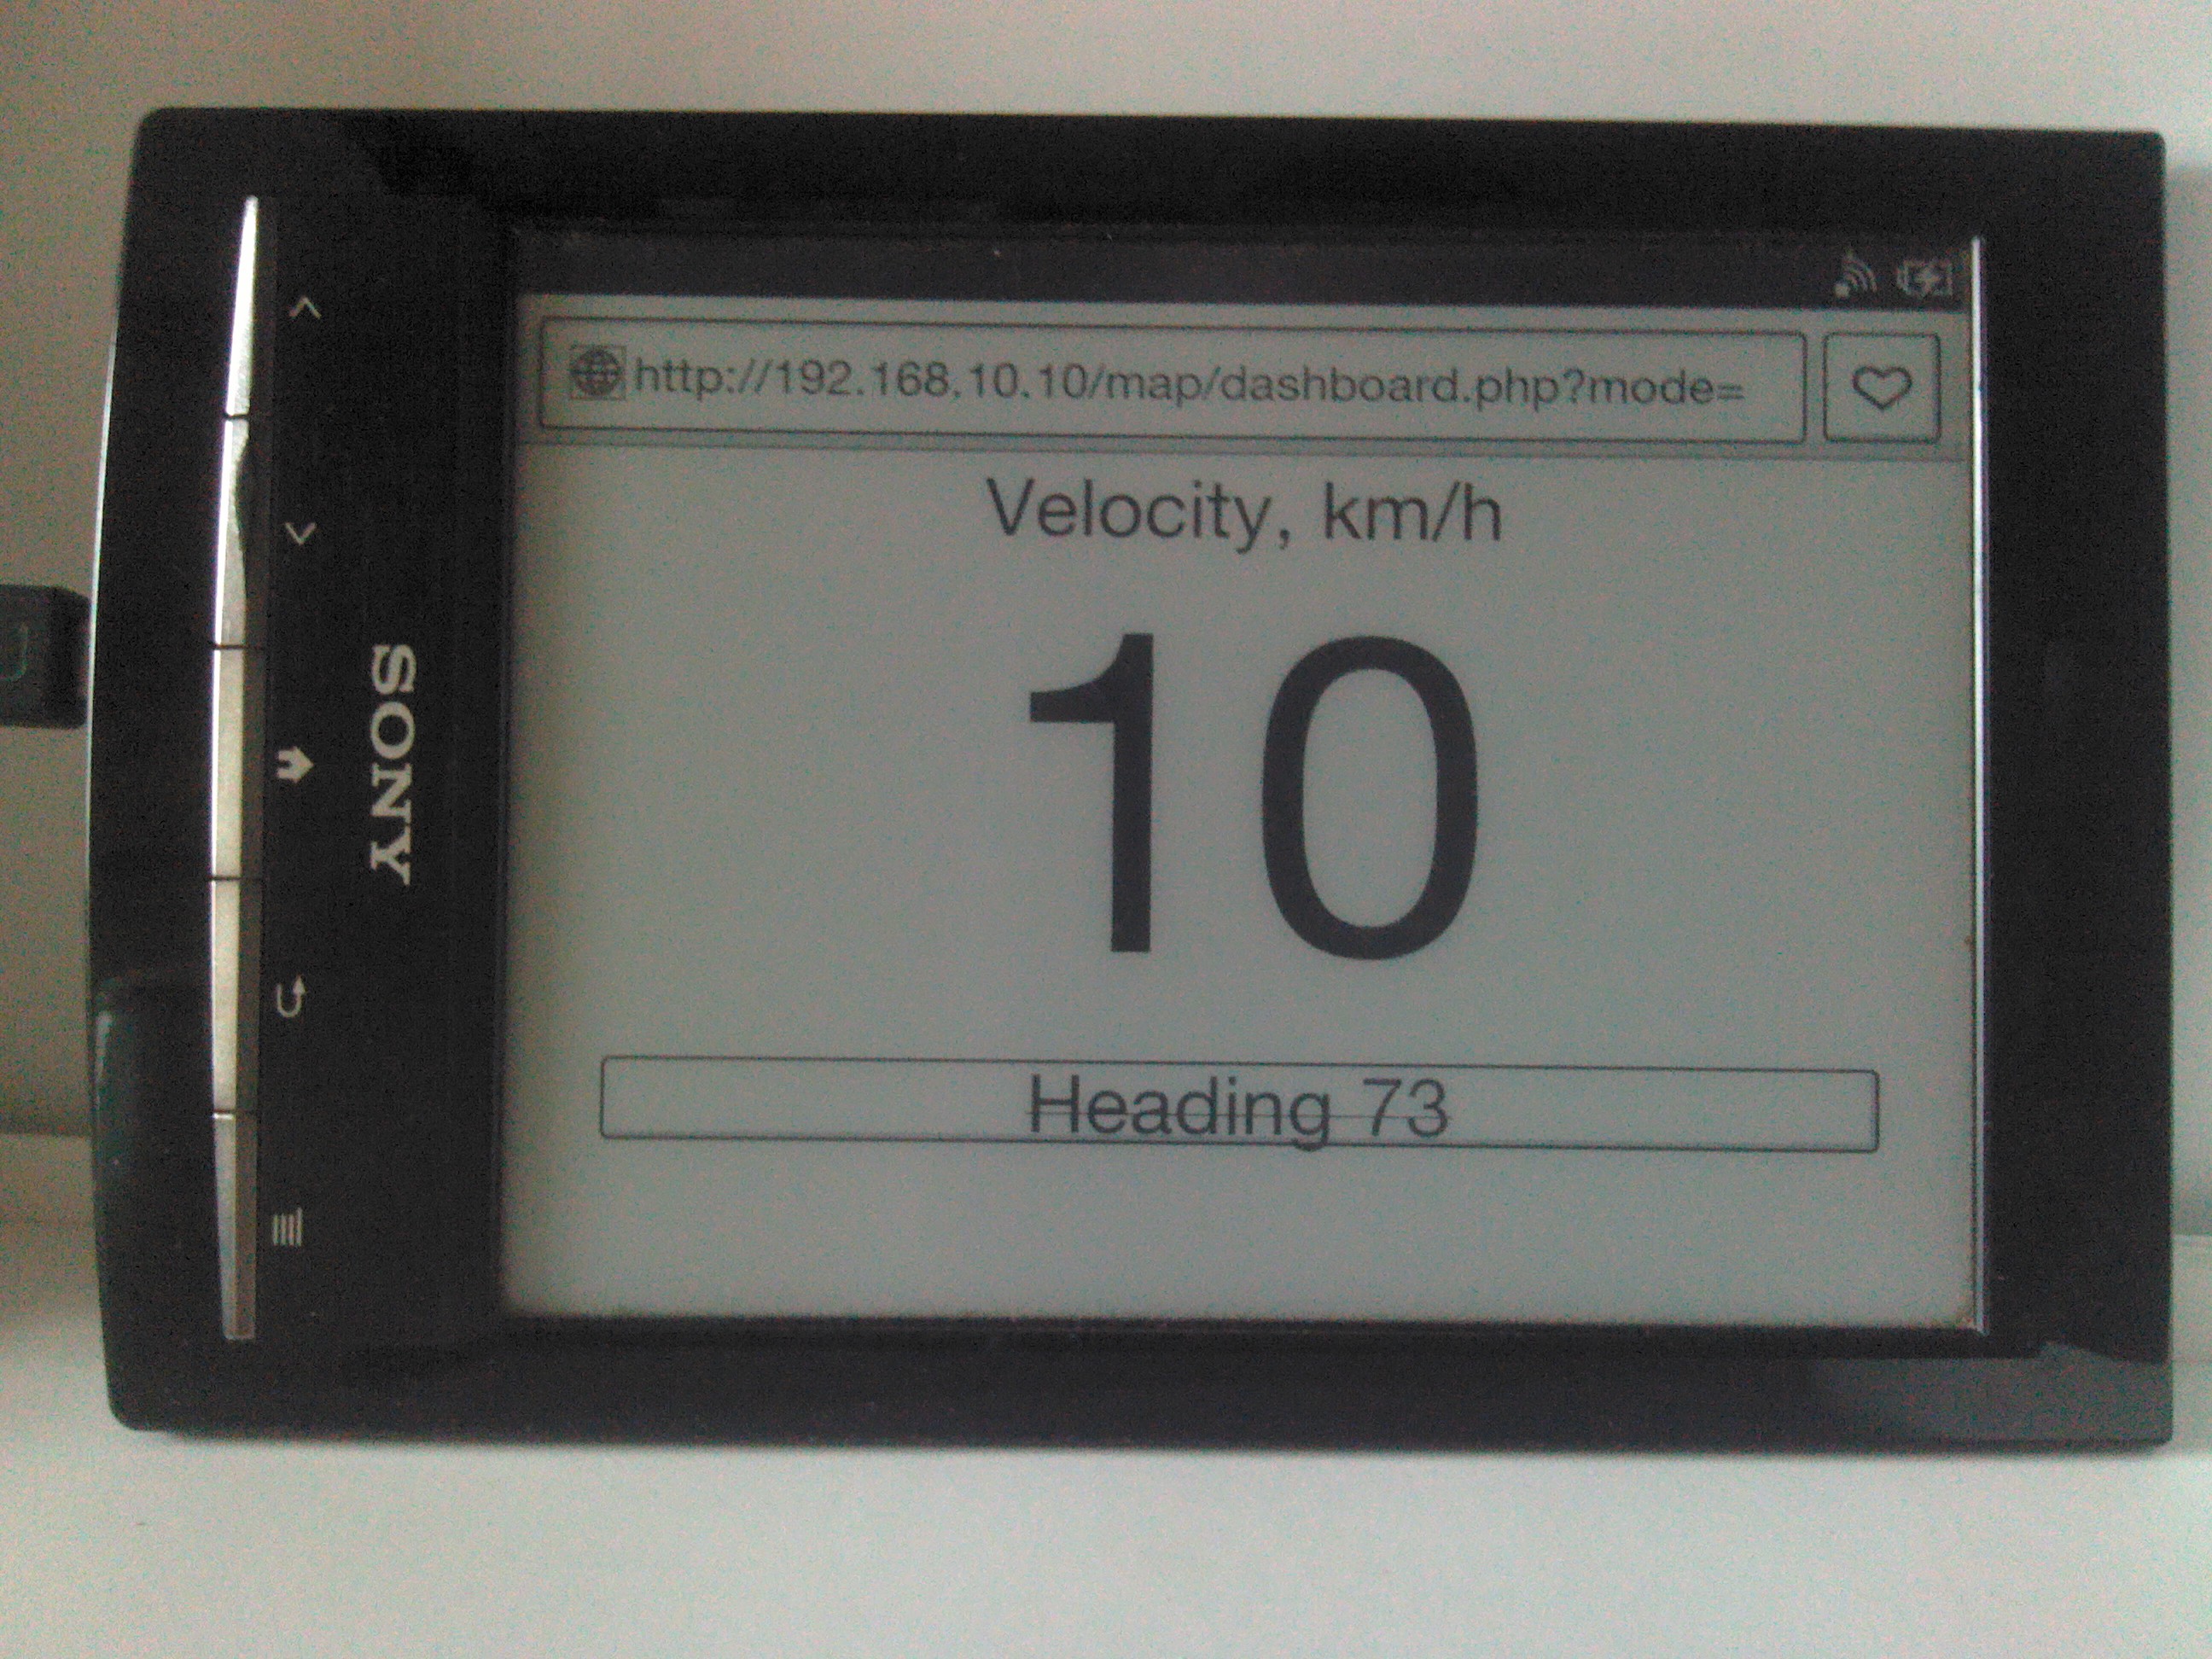 SONY
http://192.168.10.10/map/dashboard.php?mode=
Velocity, km/h
10
Heading 73